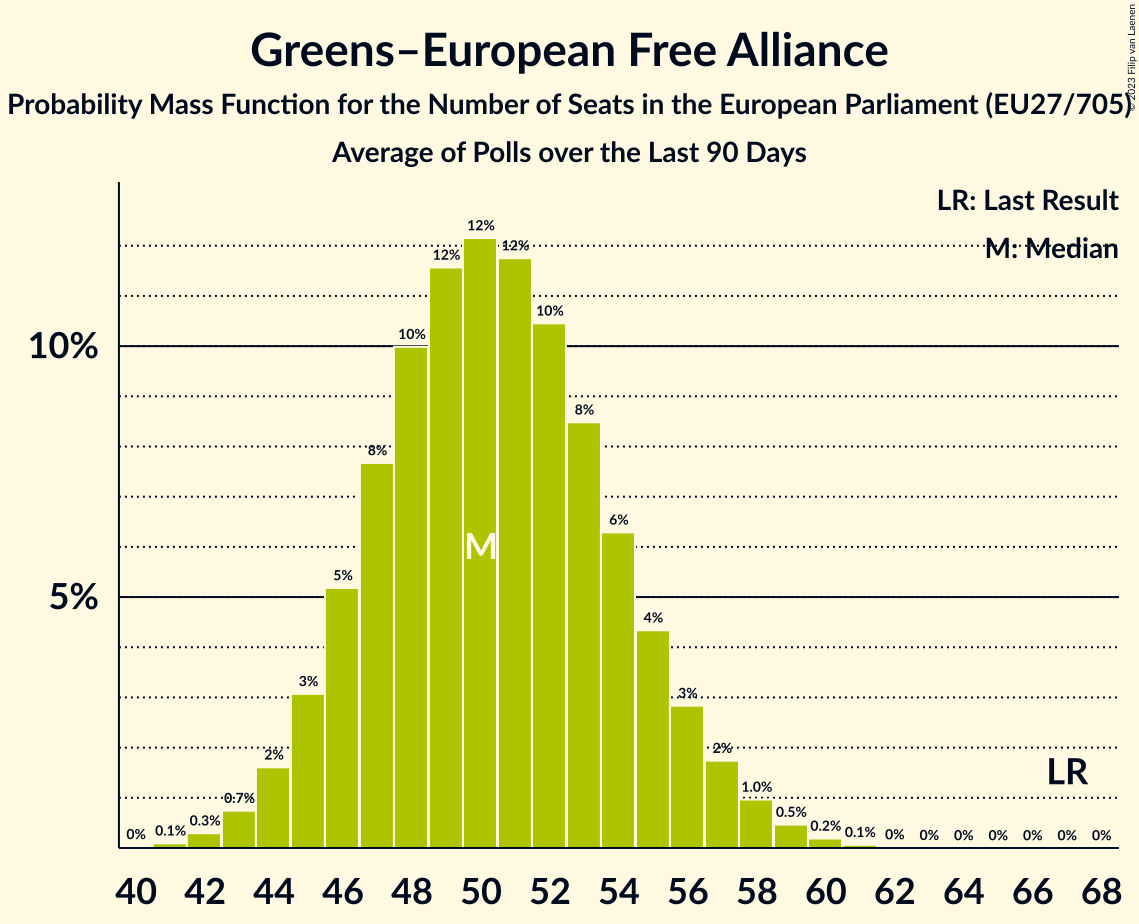 Greens–European Free Alliance
Probability Mass Function for the Number of Seats in the European Parliament (EU27/705)
Average of Polls over the Last 90 Days
© 2023 Filip van Laenen
LR: Last Result
M: Median
10%
5%
0% 0.1% 0.3% 0.7% 2% 3% 5% 8% 10% 12% 12% 12% 10% 8% 6% 4% 3% 2% 1.0% 0.5% 0.2% 0.1% 0% 0% 0% 0% 0% 0% 0%
M
LR
40 42 44 46 48 50 52 54 56 58 60 62 64 66 68